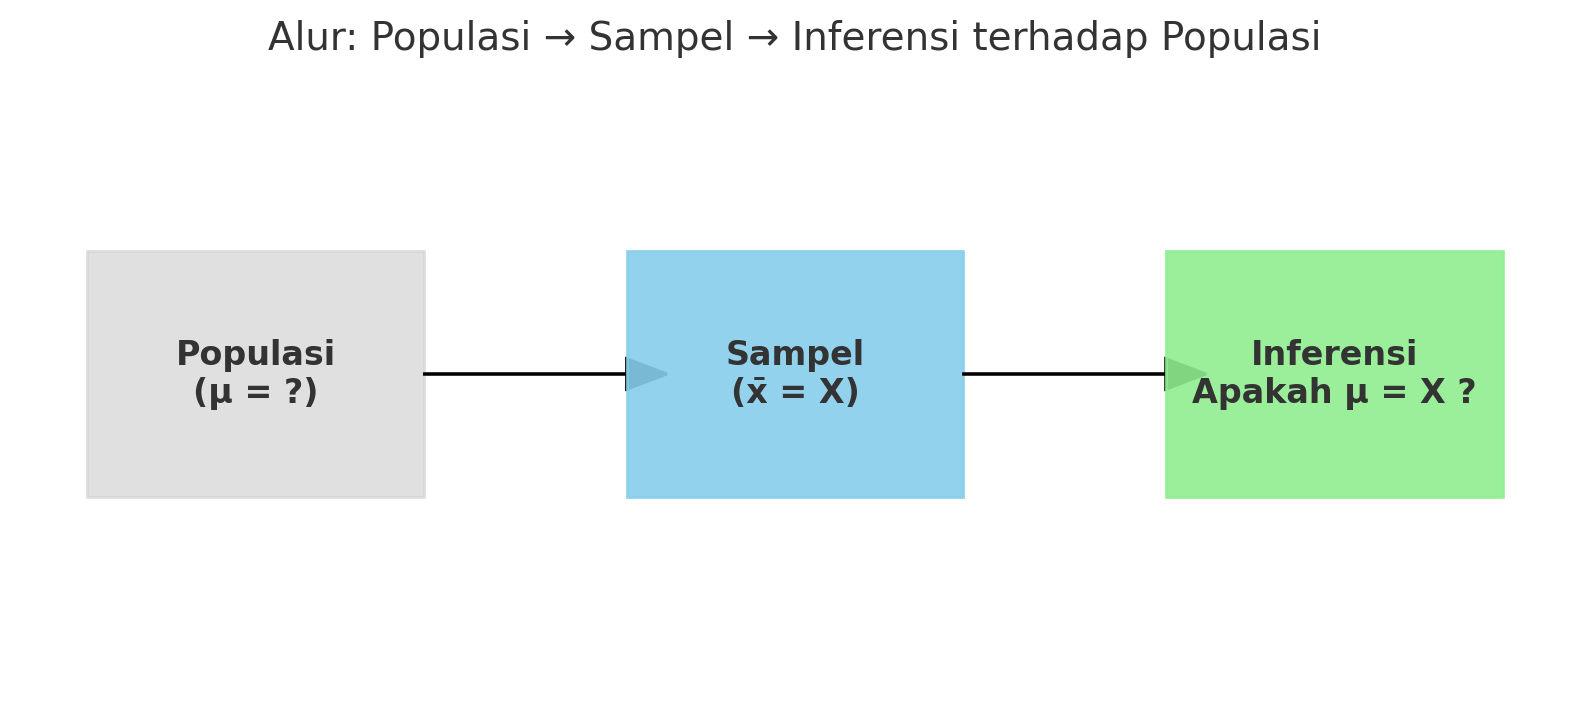 Alur: Populasi → Sampel → Inferensi terhadap Populasi
Populasi
(μ = ?)
Sampel
(x̄ = X)
Inferensi
Apakah μ = X ?